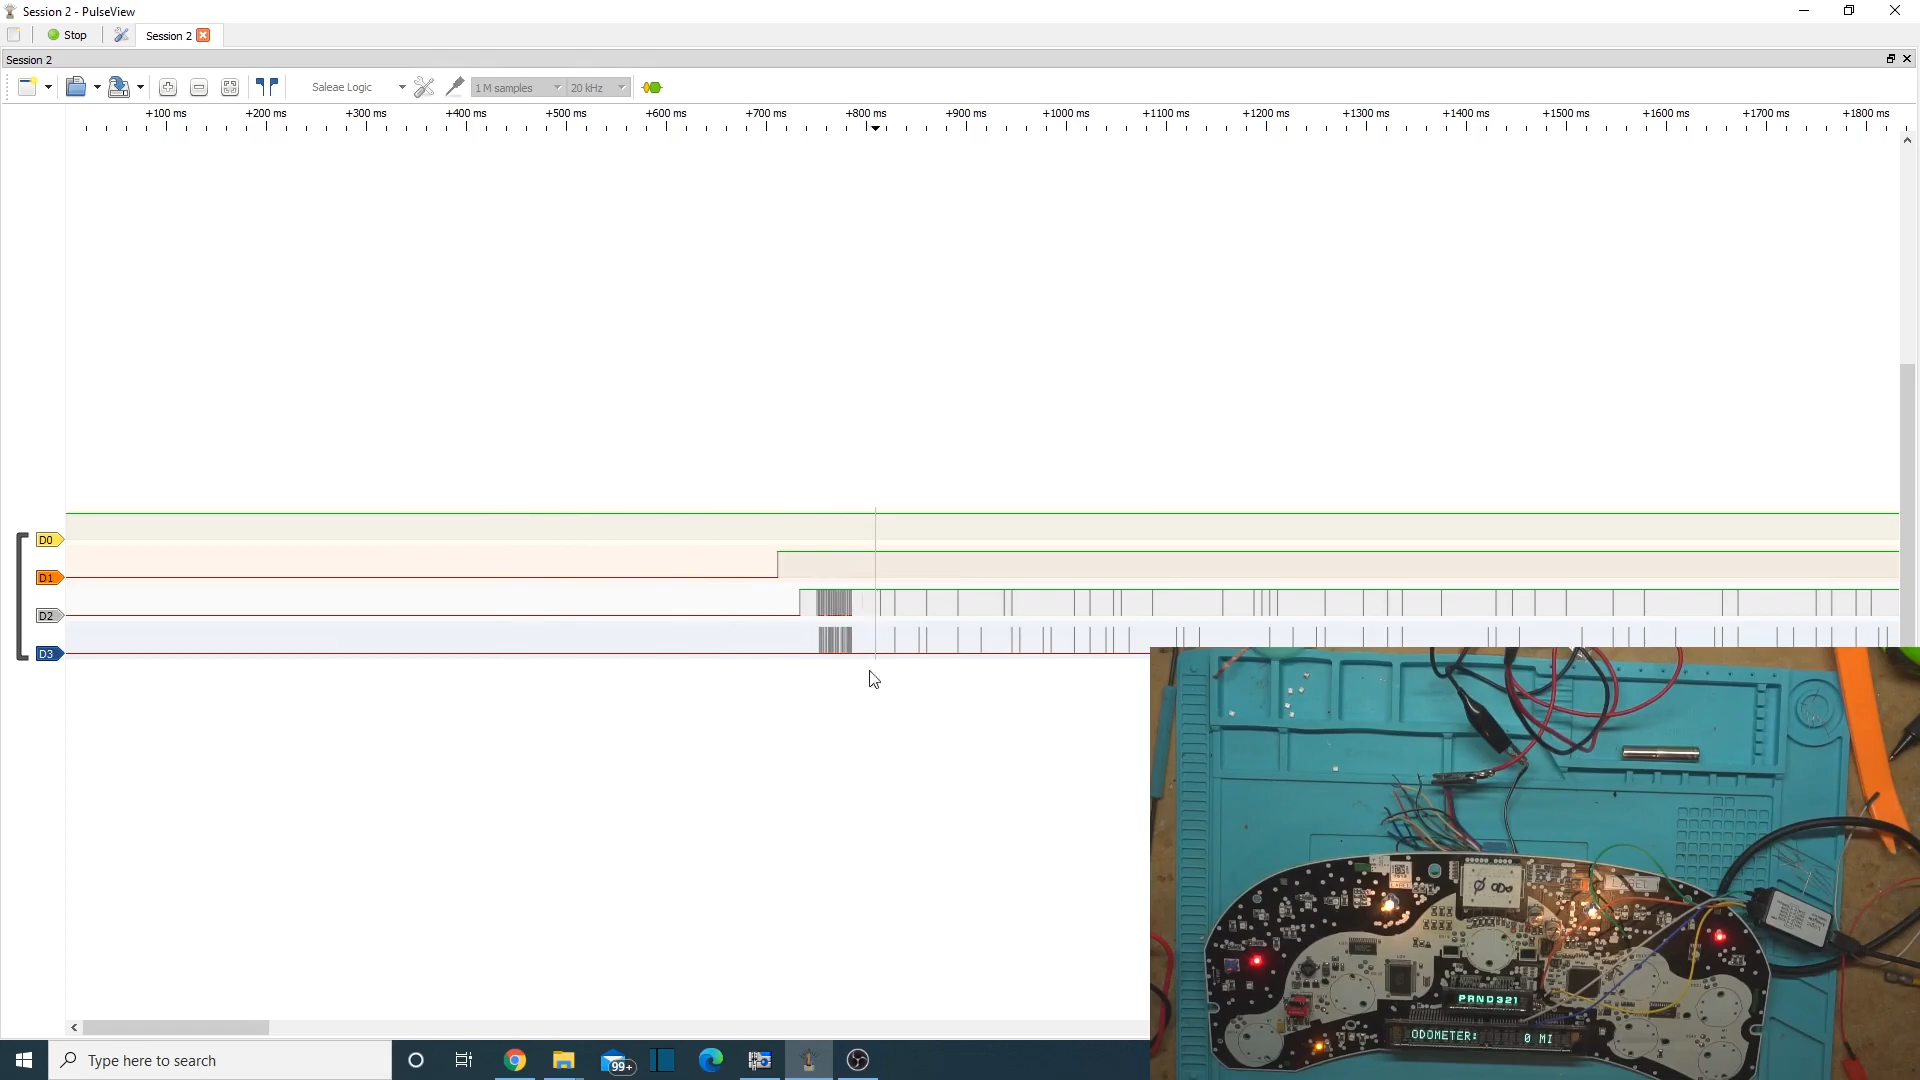 Session 2 - PulseView
Stop
Session 2
Session 2
Saleae Logic
1 M samples
20 kHz
+100 ms +200 ms +300 ms +400 ms +500 ms +600 ms +700 ms +800 ms +900 ms +1000 ms +1100 ms +1200 ms +1300 ms +1400 ms +1500 ms +1600 ms +1700 ms +1800 ms
D0
D1
D2
D3
PRND321
ODOMETER: 0 MI
Type here to search
99+